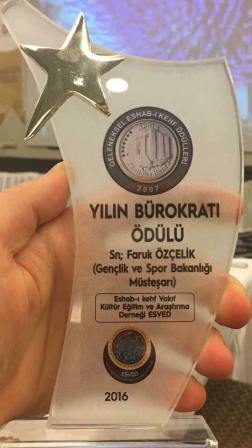 GELENEKSEL ESHAB-I KEHF ÖDÜLLERİ
2007
YILIN BÜROKRATI
ÖDÜLÜ
Sn; Faruk ÖZÇELİK
(Gençlik ve Spor Bakanlığı
Müsteşarı)
Eshab-ı kehf Vakıf
Kültür Eğitim ve Araştırma
Derneği ESVED
ESVED
2016